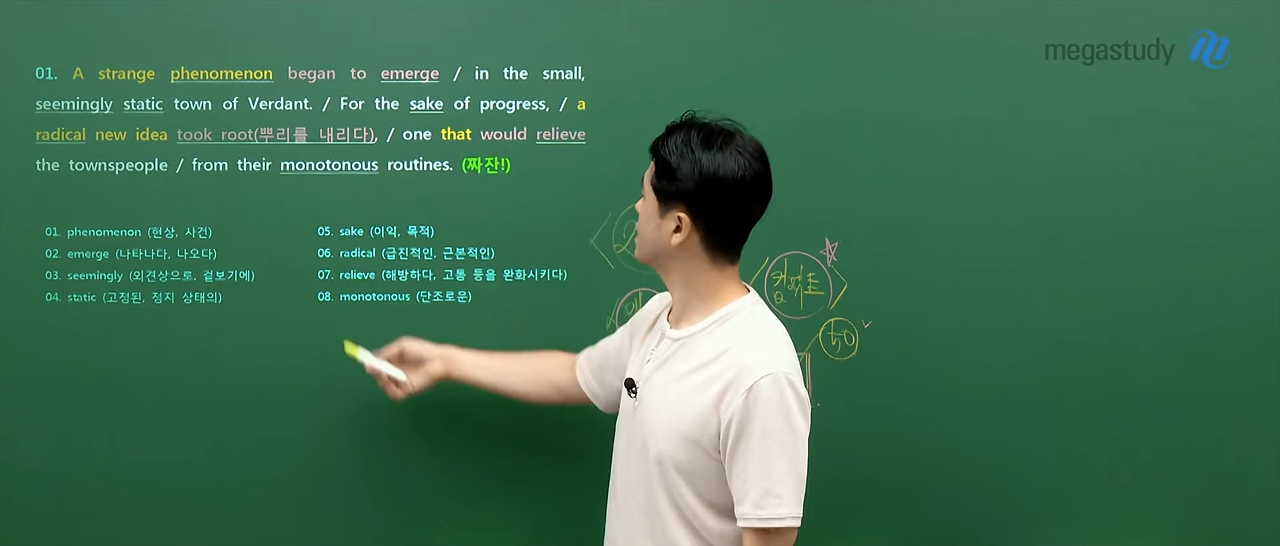 megastudy
01. A strange phenomenon began to emerge / in the small,
seemingly static town of Verdant. / For the sake of progress, / a
radical new idea took root(뿌리를 내리다), / one that would relieve
the townspeople / from their monotonous routines. (짜잔!)
01. phenomenon (현상, 사건)
02. emerge (나타나다, 나오다)
03. seemingly (외견상으로, 겉보기에)
04. static (고정된, 정지 상태의)
05. sake (이익, 목적)
06. radical (급진적인, 근본적인)
07. relieve (해방하다, 고통 등을 완화시키다)
08. monotonous (단조로운)
2
50